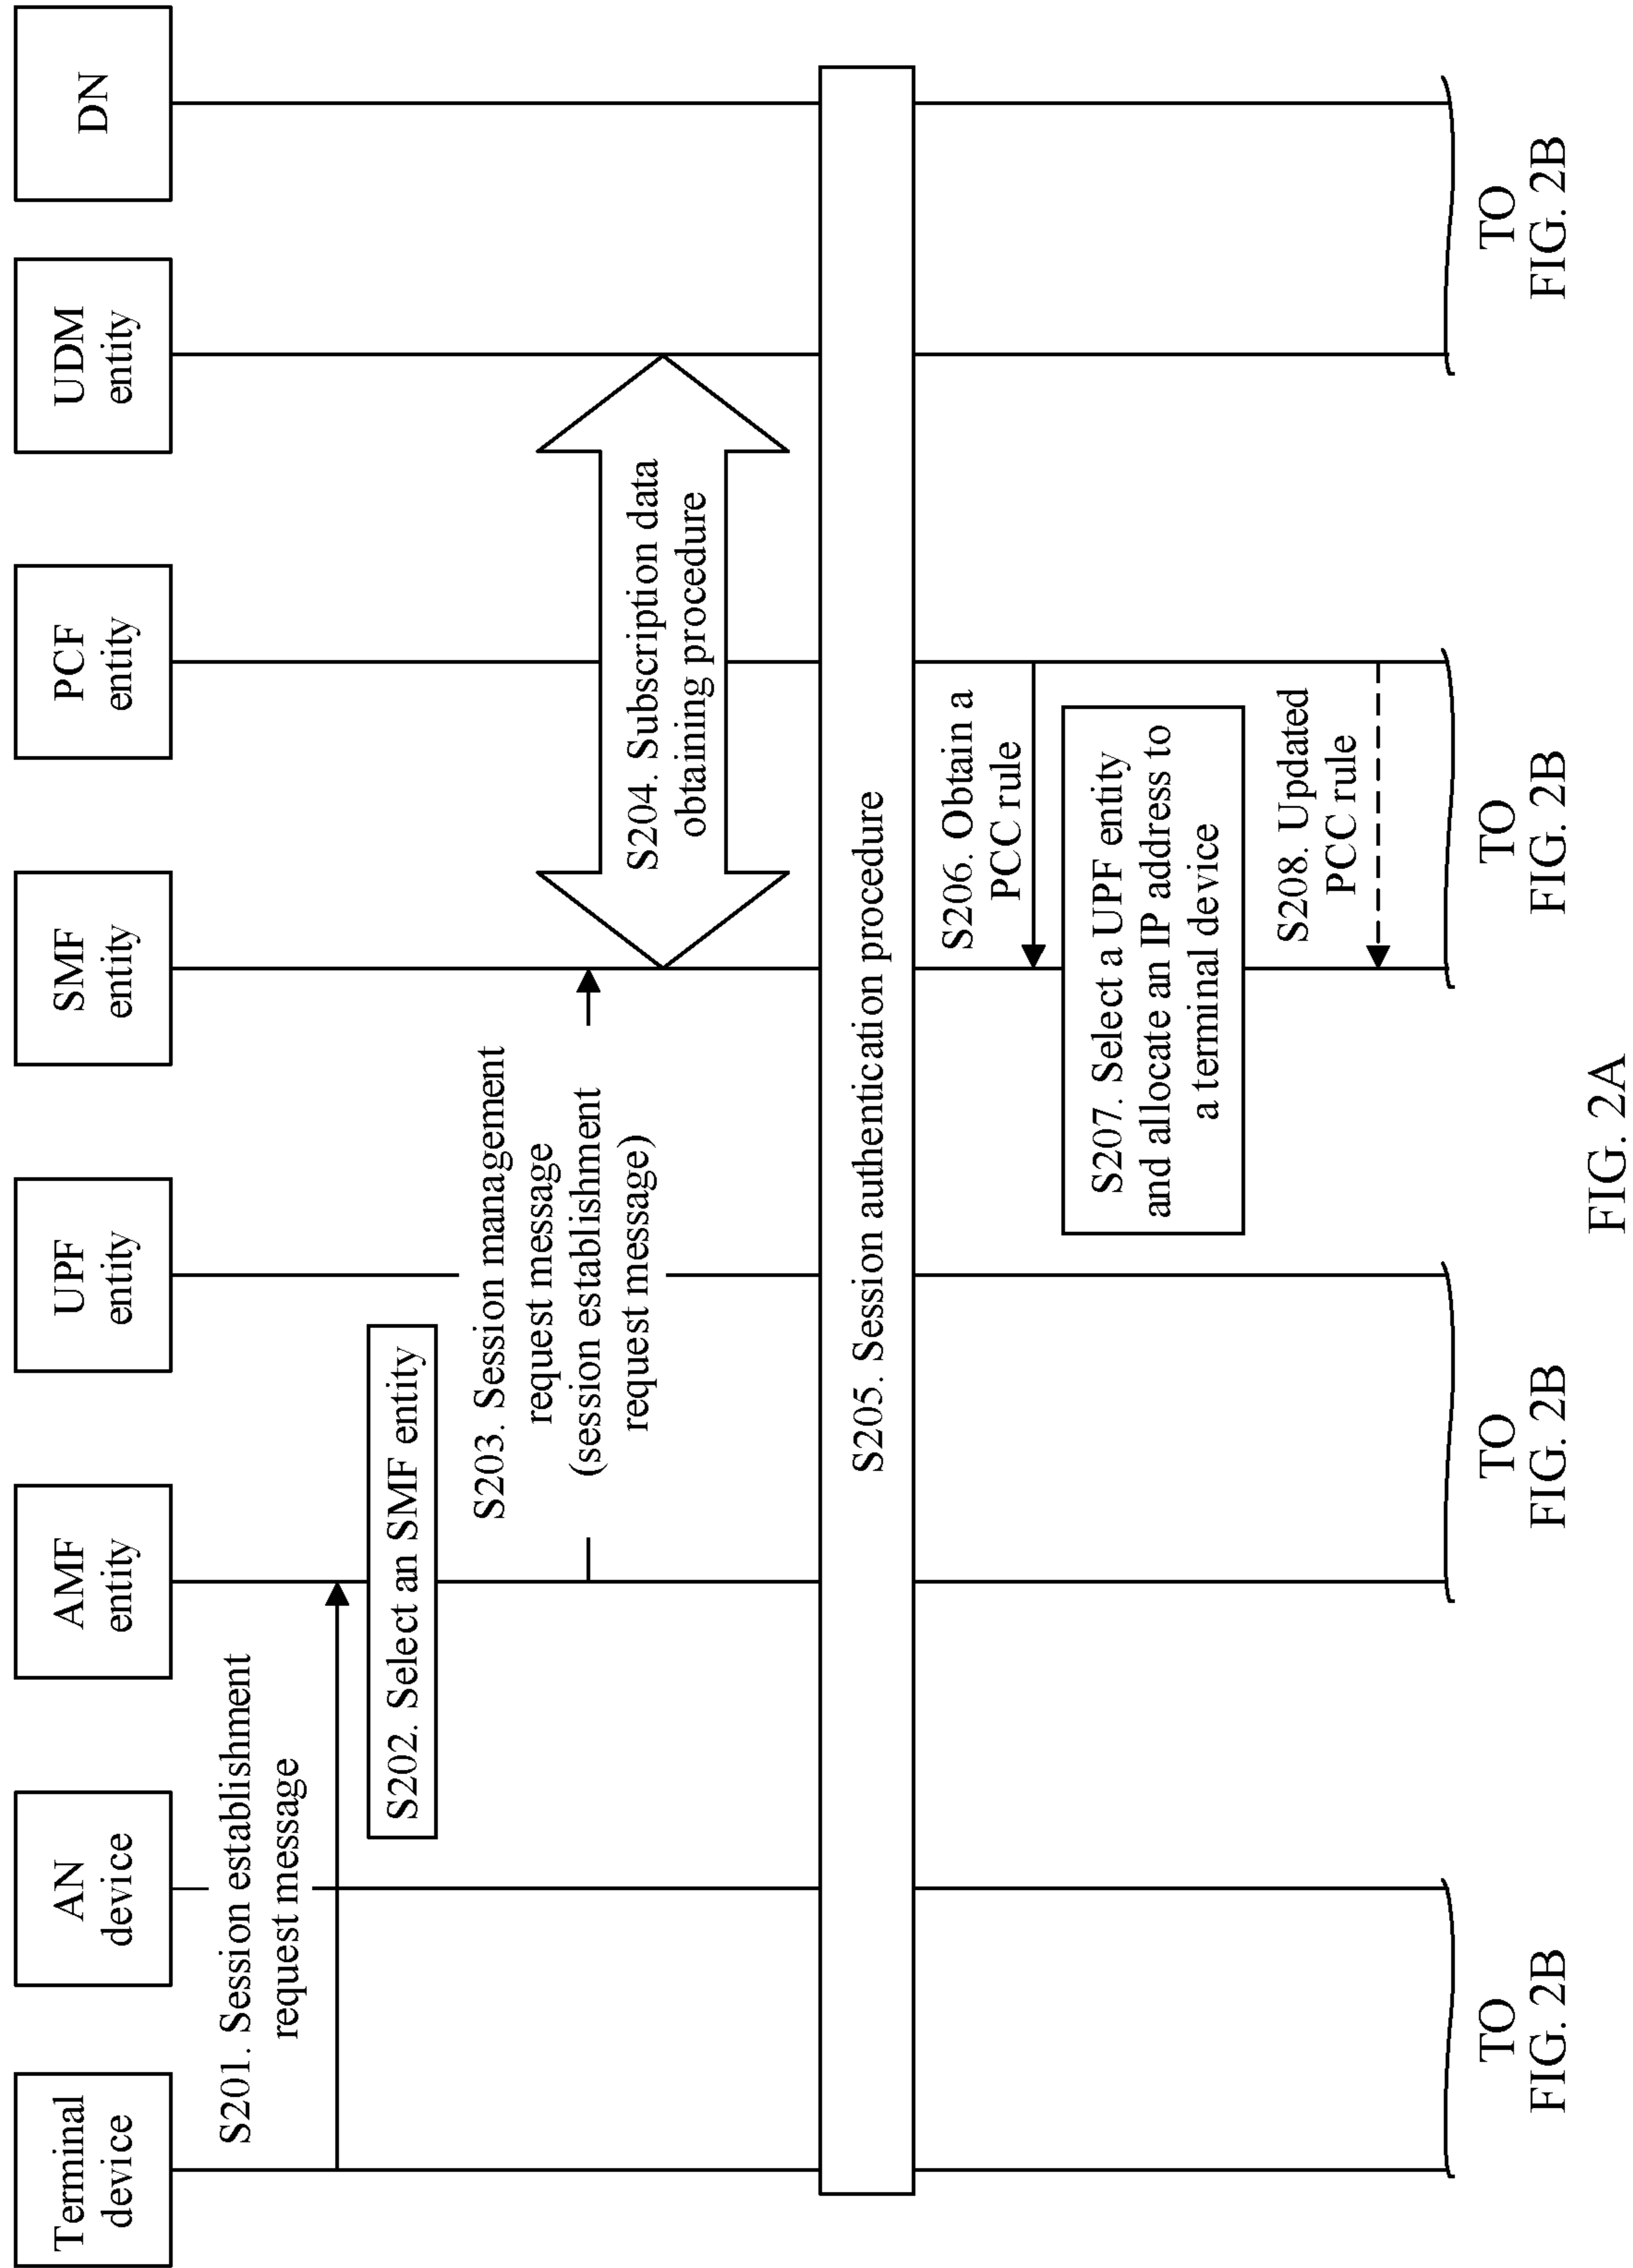 Terminal
device
AN
device
AMF
entity
UPF
entity
SMF
entity
PCF
entity
UDM
entity
DN
S201. Session establishment
request message
S202. Select an SMF entity
S203. Session management
request message
(session establishment
request message)
S204. Subscription data
obtaining procedure
S205. Session authentication procedure
S206. Obtain a
PCC rule
S207. Select a UPF entity
and allocate an IP address to
a terminal device
S208. Updated
PCC rule
TO
FIG. 2B
TO
FIG. 2B
TO
FIG. 2B
TO
FIG. 2B
FIG. 2A